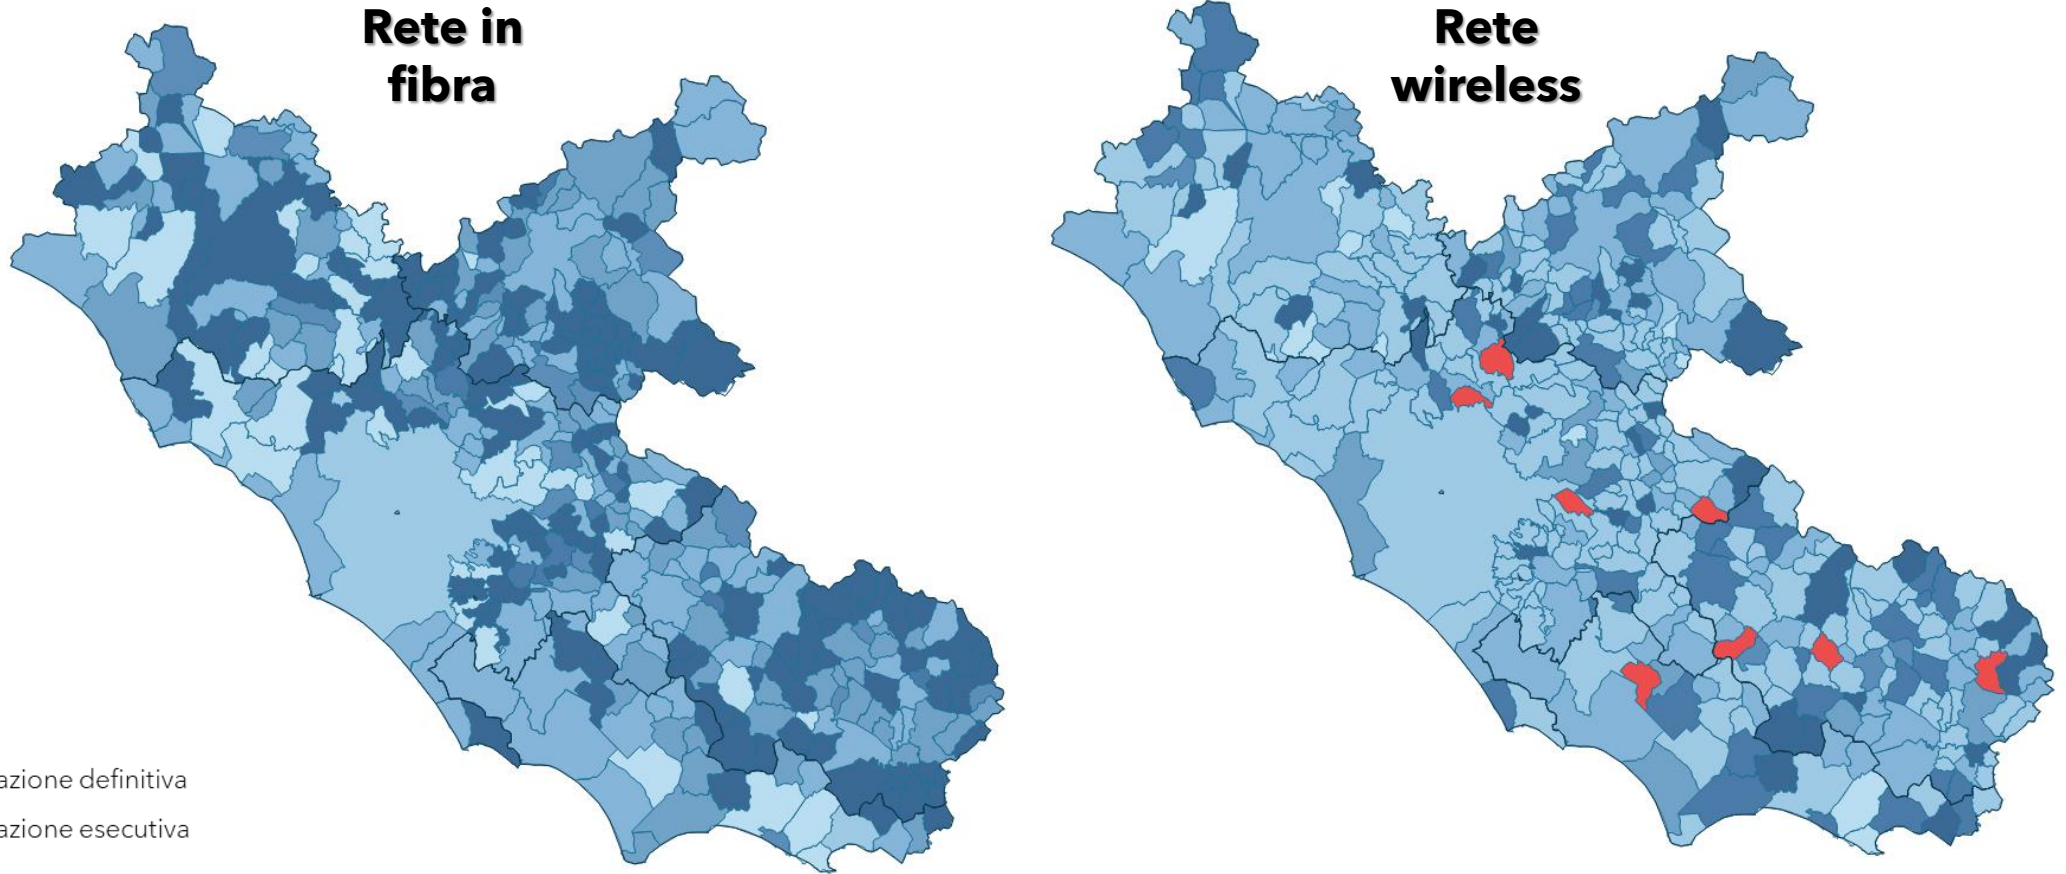 Rete in
fibra
Rete
wireless
azione definitiva
azione esecutiva